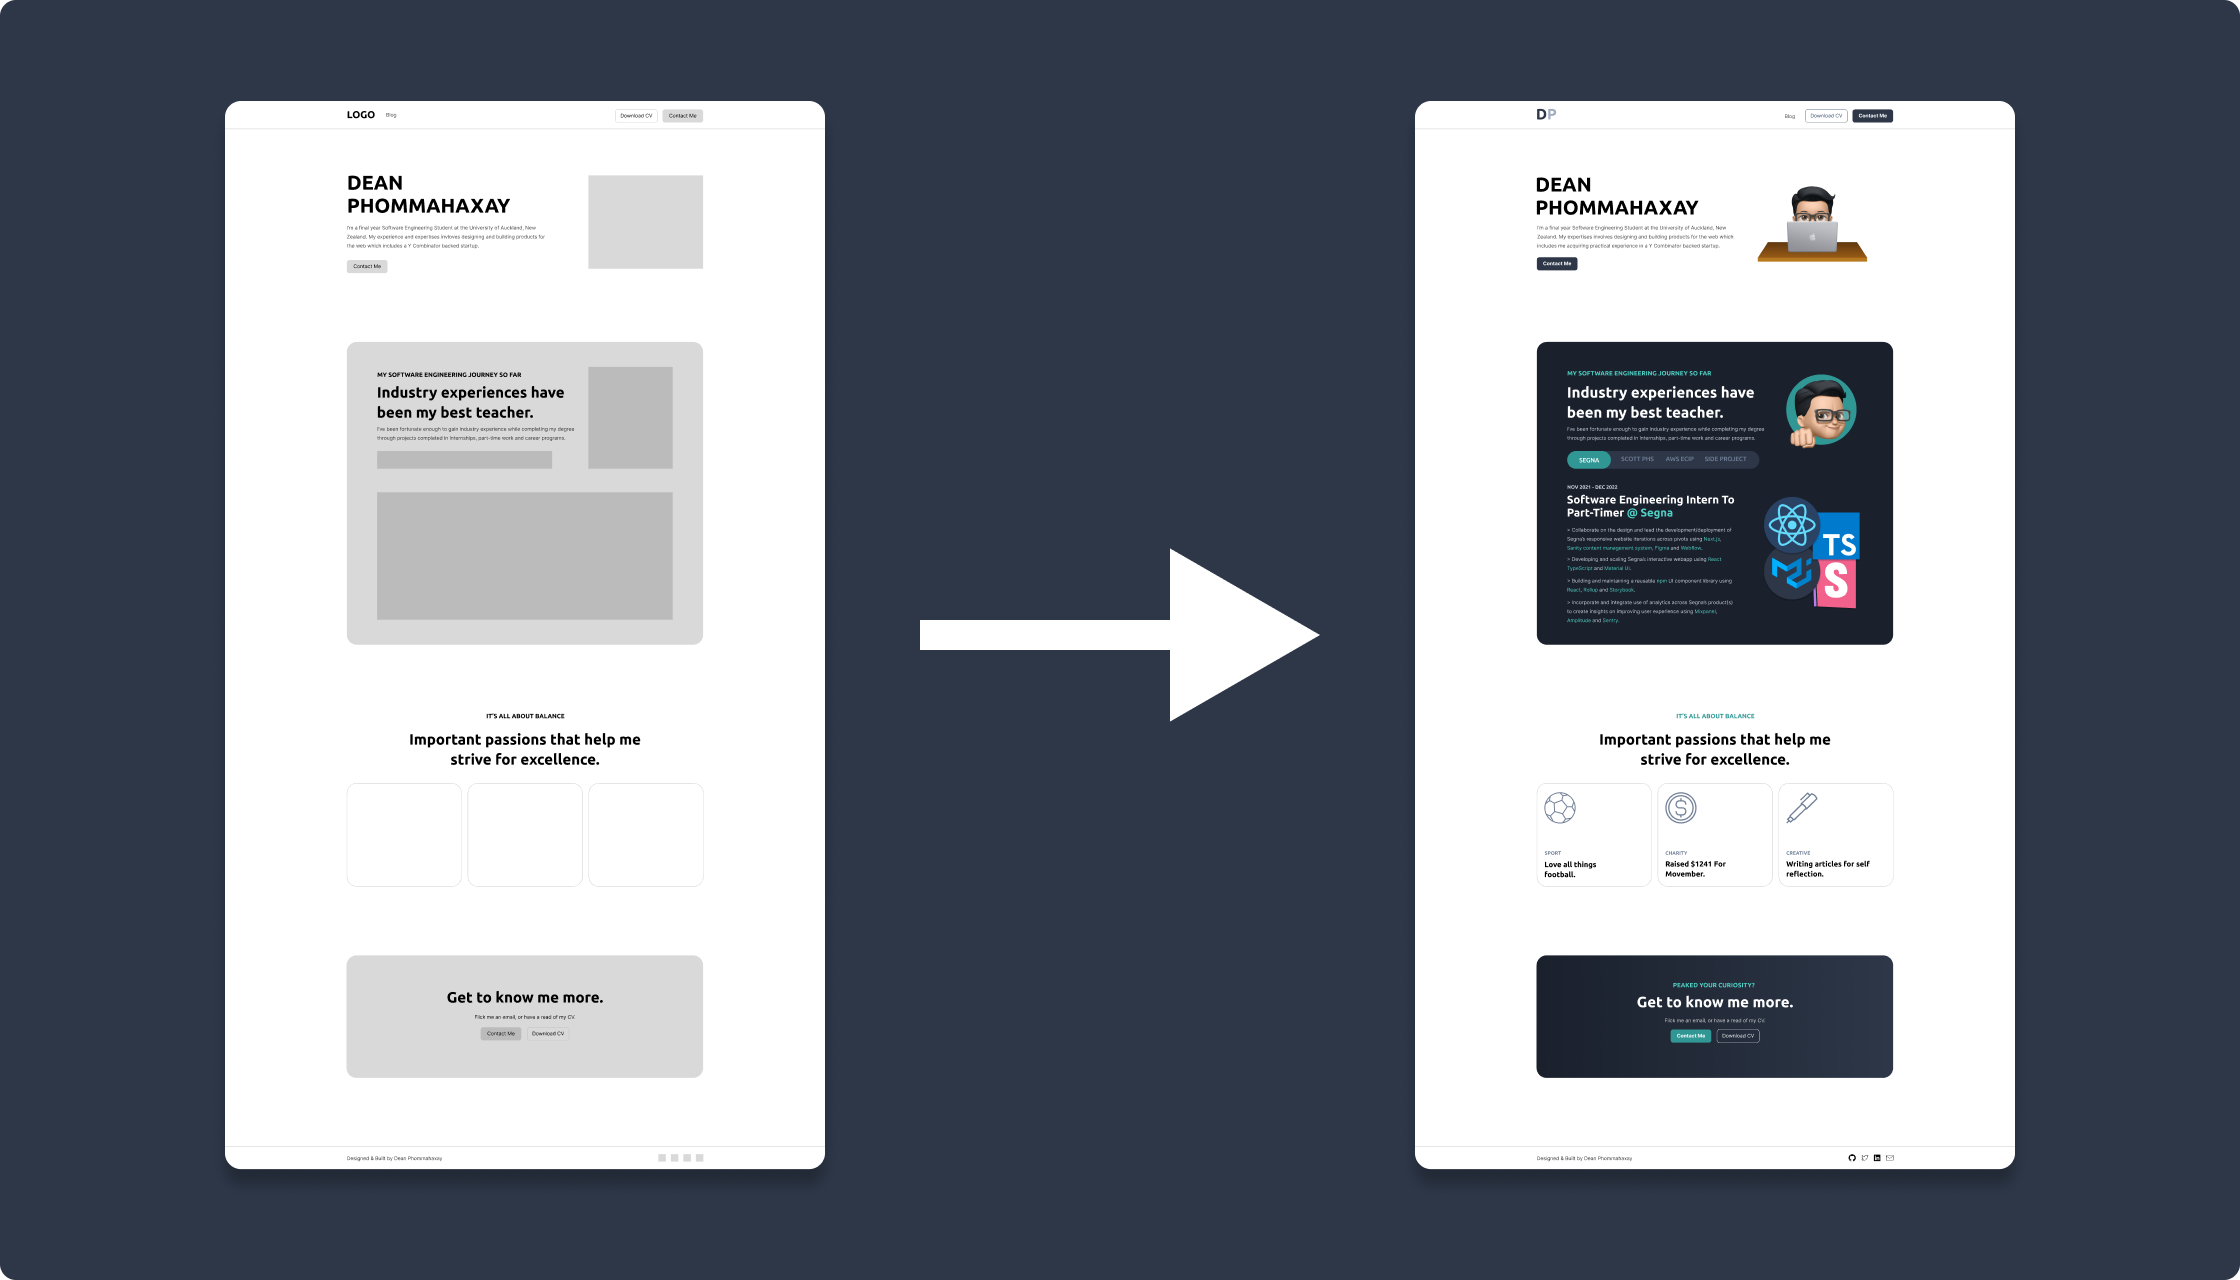 LOGO Blog Download CV Contact Me
DEAN
PHOMMAHAXAY
I'm a final year Software Engineering Student at the University of Auckland, New
Zealand. My experience and expertises invloves designing and building products for
the web which includes a Y Combinator backed startup.
Contact Me
MY SOFTWARE ENGINEERING JOURNEY SO FAR
Industry experiences have
been my best teacher.
I've been fortunate enough to gain industry experience while completing my degree
through projects completed in internships, part-time work and career programs.
IT'S ALL ABOUT BALANCE
Important passions that help me
strive for excellence.
Get to know me more.
Flick me an email, or have a read of my CV.
Contact Me Download CV
Designed & Built by Dean Phommahaxay
DP Blog Download CV Contact Me
DEAN
PHOMMAHAXAY
I'm a final year Software Engineering Student at the University of Auckland, New
Zealand. My expertises involves designing and building products for the web which
includes me acquiring practical experience in a Y Combinator backed startup.
Contact Me
MY SOFTWARE ENGINEERING JOURNEY SO FAR
Industry experiences have
been my best teacher.
I've been fortunate enough to gain industry experience while completing my degree
through projects completed in internships, part-time work and career programs.
SEGNA SCOTT PHS AWS ECIP SIDE PROJECT
NOV 2021 - DEC 2022
Software Engineering Intern To
Part-Timer @ Segna
> Collaborate on the design and lead the development/deployment of
Segna's responsive website iterations across pivots using Next.js,
Sanity content management system, Figma and Webflow.
> Developing and scaling Segna's interactive webapp using React
TypeScript and Material UI.
> Building and maintaining a reusable npm UI component library using
React, Rollup and Storybook.
> Incorporate and integrate use of analytics across Segna's product(s)
to create insights on improving user experience using Mixpanel,
Amplitude and Sentry.
TS
S
IT'S ALL ABOUT BALANCE
Important passions that help me
strive for excellence.
SPORT
Love all things
football.
CHARITY
Raised $1241 For
Movember.
CREATIVE
Writing articles for self
reflection.
PEAKED YOUR CURIOSITY?
Get to know me more.
Flick me an email, or have a read of my CV.
Contact Me Download CV
Designed & Built by Dean Phommahaxay